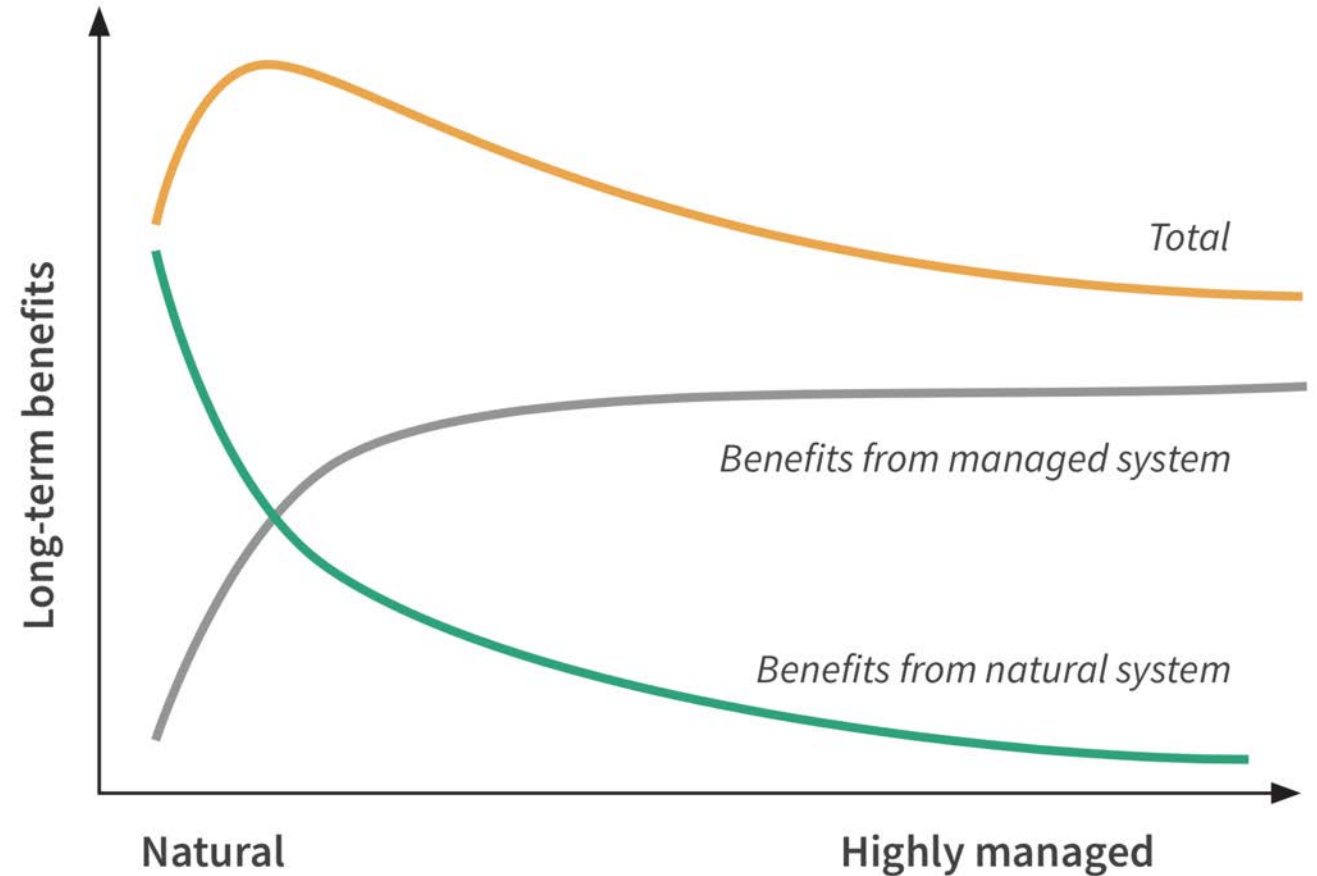 Long-term benefits
Total
Benefits from managed system
Benefits from natural system
Natural
Highly managed